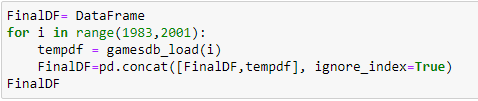 FinalDF= DataFrame
for i in range(1983,2001):
    tempdf = gamesdb_load(i)
    FinalDF=pd.concat([FinalDF,tempdf], ignore_index=True)
FinalDF